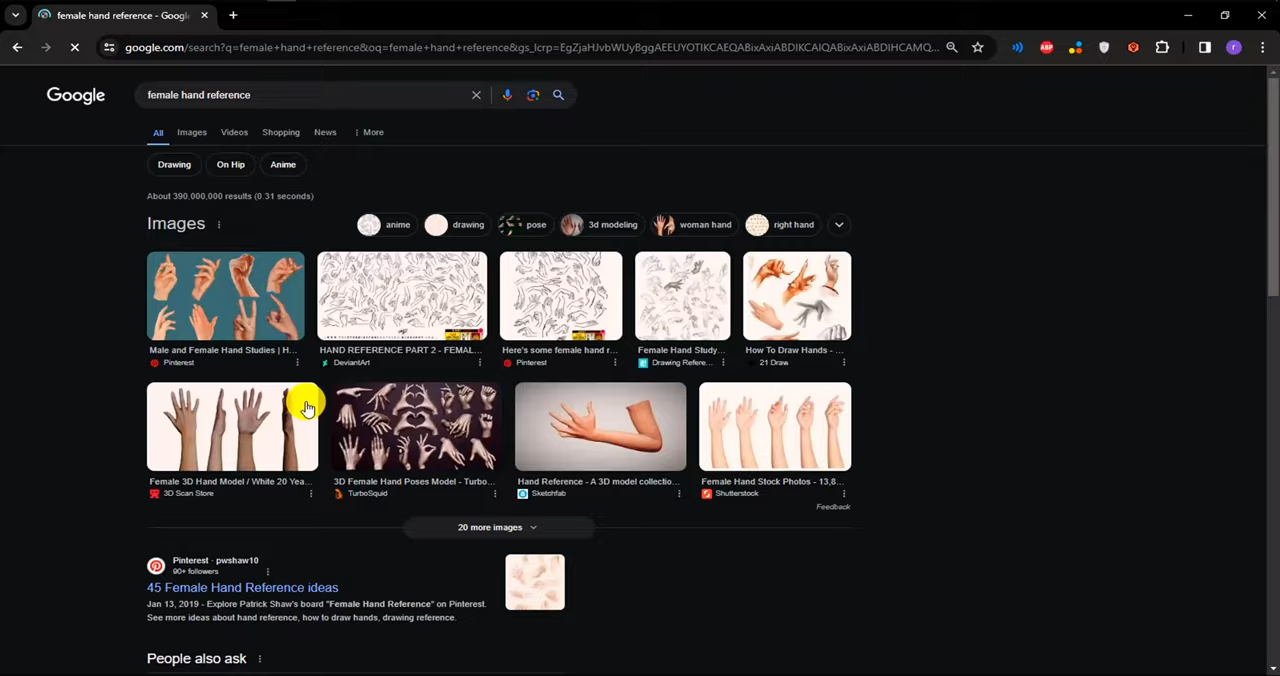 female hand reference - Google
google.com/search?q=female+hand+reference&oq=female+hand+reference&gs_lcrp=EgZjaHJvbWUyBggAEEUYOTIKCAEQABixAxiABDIKCAIQABixAxiABDIHCAMQ...
Google
female hand reference
All Images Videos Shopping News More
Drawing On Hip Anime
About 390,000,000 results (0.31 seconds)
Images
anime drawing pose 3d modeling woman hand right hand
Male and Female Hand Studies | H... HAND REFERENCE PART 2 - FEMAL... Here's some female hand r... Female Hand Study... How To Draw Hands - ...
Pinterest DeviantArt Pinterest Drawing Refere... 21 Draw
Female 3D Hand Model / White 20 Yea... 3D Female Hand Poses Model - Turbo... Hand Reference - A 3D model collectio... Female Hand Stock Photos - 13,8...
3D Scan Store TurboSquid Sketchfab Shutterstock
Feedback
20 more images
Pinterest · pwshaw10
90+ followers
45 Female Hand Reference ideas
Jan 13, 2019 - Explore Patrick Shaw's board "Female Hand Reference" on Pinterest.
See more ideas about hand reference, how to draw hands, drawing reference.
People also ask